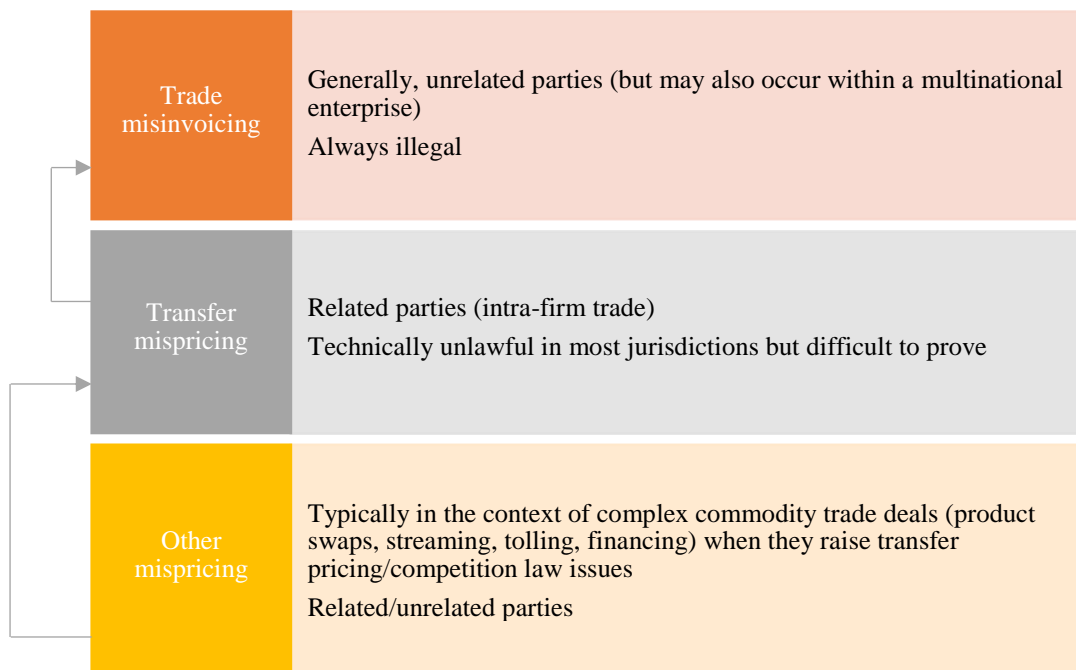 Trade
misinvoicing
Generally, unrelated parties (but may also occur within a multinational
enterprise)
Always illegal
Transfer
mispricing
Related parties (intra-firm trade)
Technically unlawful in most jurisdictions but difficult to prove
Other
mispricing
Typically in the context of complex commodity trade deals (product
swaps, streaming, tolling, financing) when they raise transfer
pricing/competition law issues
Related/unrelated parties